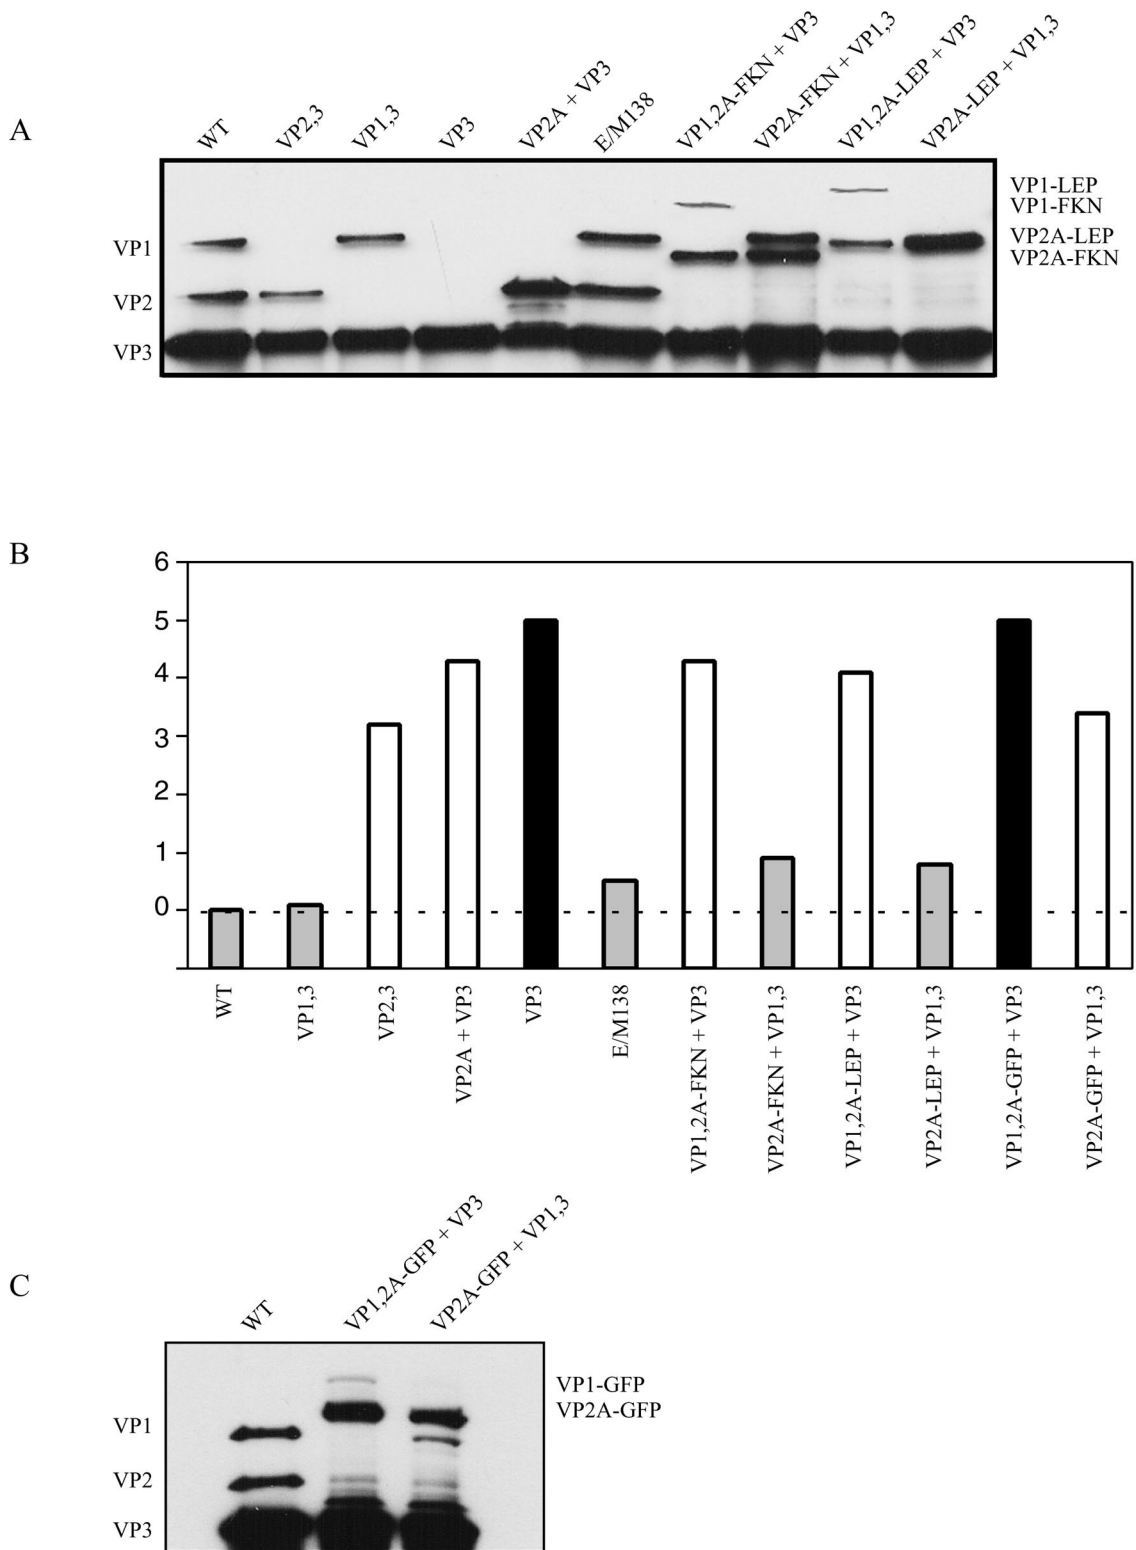 A
WT
VP2,3
VP1,3
VP3
VP2A + VP3
E/M138
VP1,2A-FKN + VP3
VP2A-FKN + VP1,3
VP1,2A-LEP + VP3
VP2A-LEP + VP1,3
VP1
VP2
VP3
VP1-LEP
VP1-FKN
VP2A-LEP
VP2A-FKN
B
6
5
4
3
2
1
0
WT
VP1,3
VP2,3
VP2A + VP3
VP3
E/M138
VP1,2A-FKN + VP3
VP2A-FKN + VP1,3
VP1,2A-LEP + VP3
VP2A-LEP + VP1,3
VP1,2A-GFP + VP3
VP2A-GFP + VP1,3
C
WT
VP1,2A-GFP + VP3
VP2A-GFP + VP1,3
VP1
VP2
VP3
VP1-GFP
VP2A-GFP